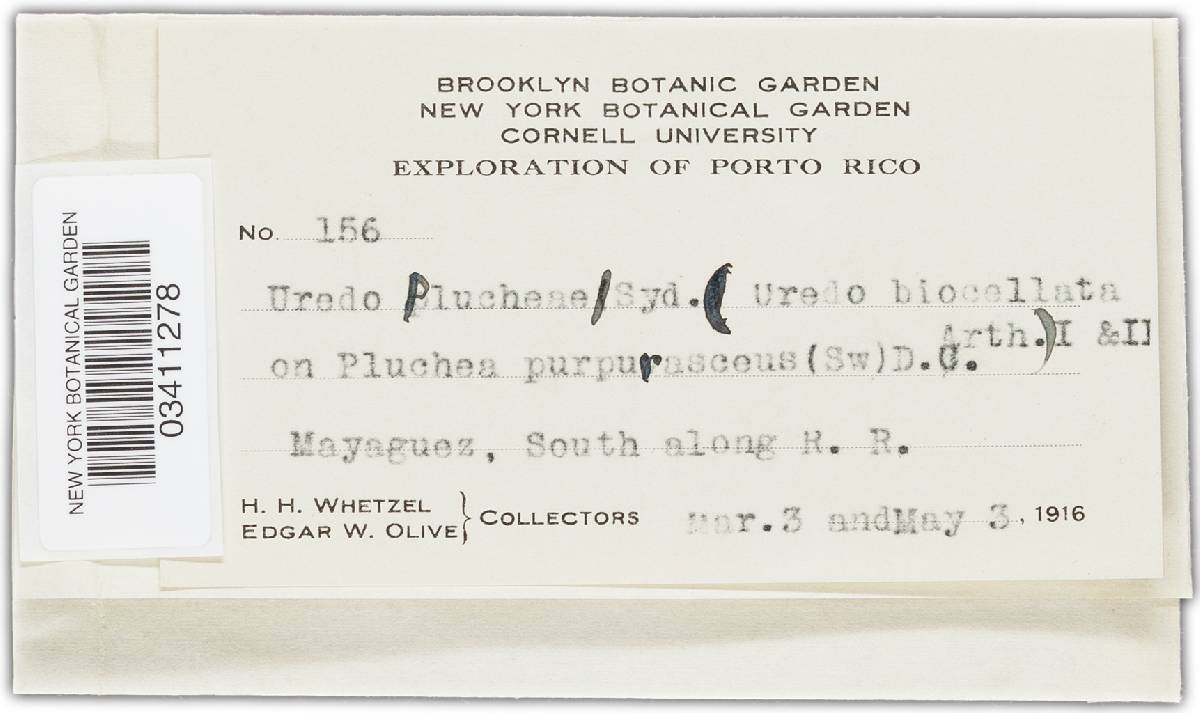 BROOKLYN BOTANIC GARDEN
NEW YORK BOTANICAL GARDEN
CORNELL UNIVERSITY
EXPLORATION OF PORTO RICO
No. 156
Uredo plucheae/Syd.( Uredo biocellata
Arth.)I &II
on Pluchea purpurasceus(Sw)D.C.
Mayaguez, South along R. R.
H. H. WHETZEL
EDGAR W. OLIVE } COLLECTORS Mar.3 andMay 3, 1916
NEW YORK BOTANICAL GARDEN
03411278